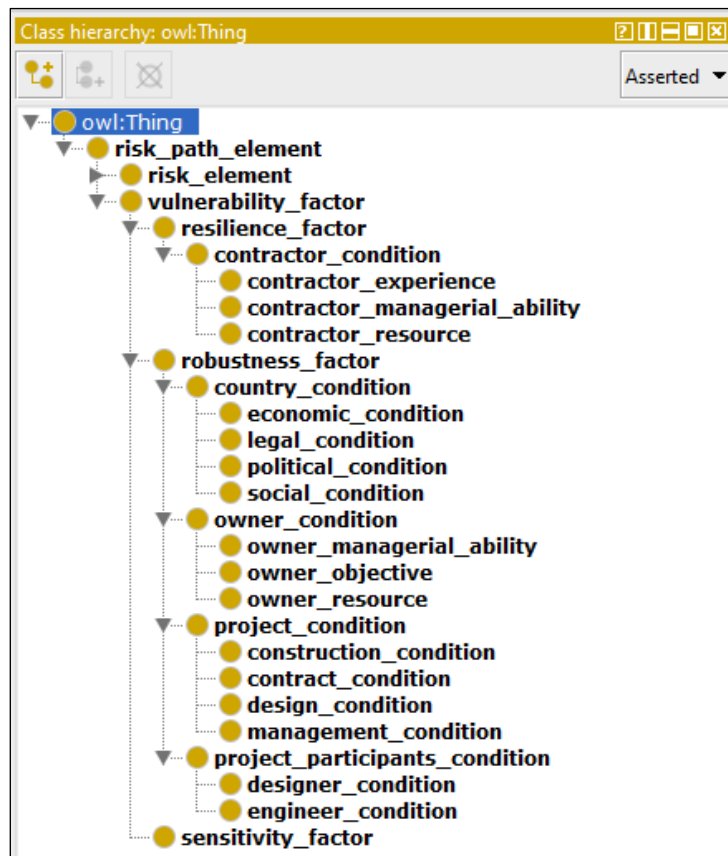 Class hierarchy: owl:Thing
Asserted
owl:Thing
risk_path_element
risk_element
vulnerability_factor
resilience_factor
contractor_condition
contractor_experience
contractor_managerial_ability
contractor_resource
robustness_factor
country_condition
economic_condition
legal_condition
political_condition
social_condition
owner_condition
owner_managerial_ability
owner_objective
owner_resource
project_condition
construction_condition
contract_condition
design_condition
management_condition
project_participants_condition
designer_condition
engineer_condition
sensitivity_factor